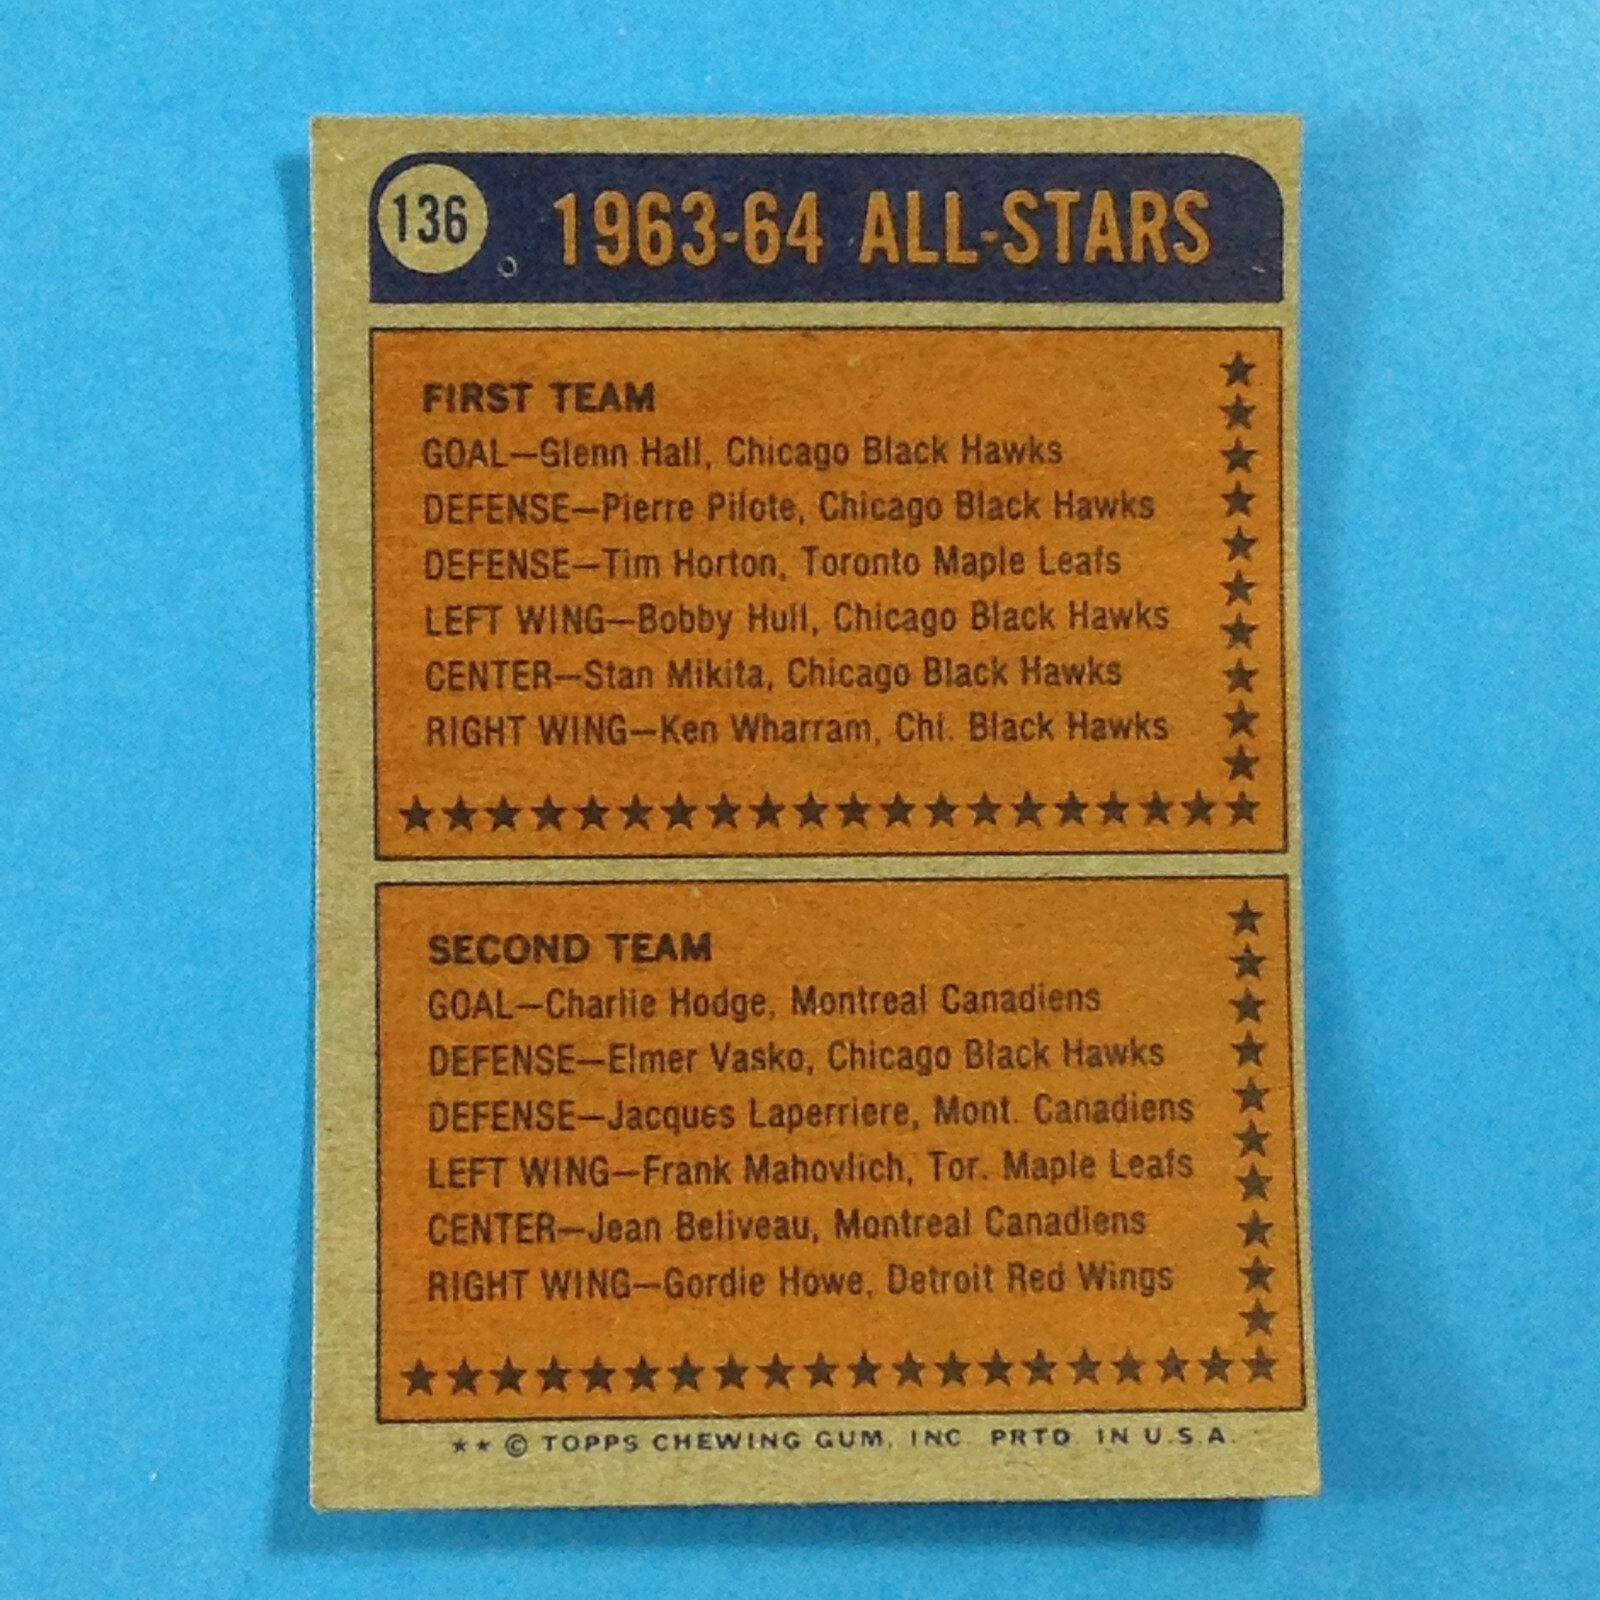 136
1963-64 ALL-STARS
FIRST TEAM
GOAL—Glenn Hall, Chicago Black Hawks
DEFENSE—Pierre Pilote, Chicago Black Hawks
DEFENSE—Tim Horton, Toronto Maple Leafs
LEFT WING—Bobby Hull, Chicago Black Hawks
CENTER—Stan Mikita, Chicago Black Hawks
RIGHT WING—Ken Wharram, Chi. Black Hawks
SECOND TEAM
GOAL—Charlie Hodge, Montreal Canadiens
DEFENSE—Elmer Vasko, Chicago Black Hawks
DEFENSE—Jacques Laperriere, Mont. Canadiens
LEFT WING—Frank Mahovlich, Tor. Maple Leafs
CENTER—Jean Beliveau, Montreal Canadiens
RIGHT WING—Gordie Howe, Detroit Red Wings
★★ © TOPPS CHEWING GUM, INC. PRTD. IN U.S.A.